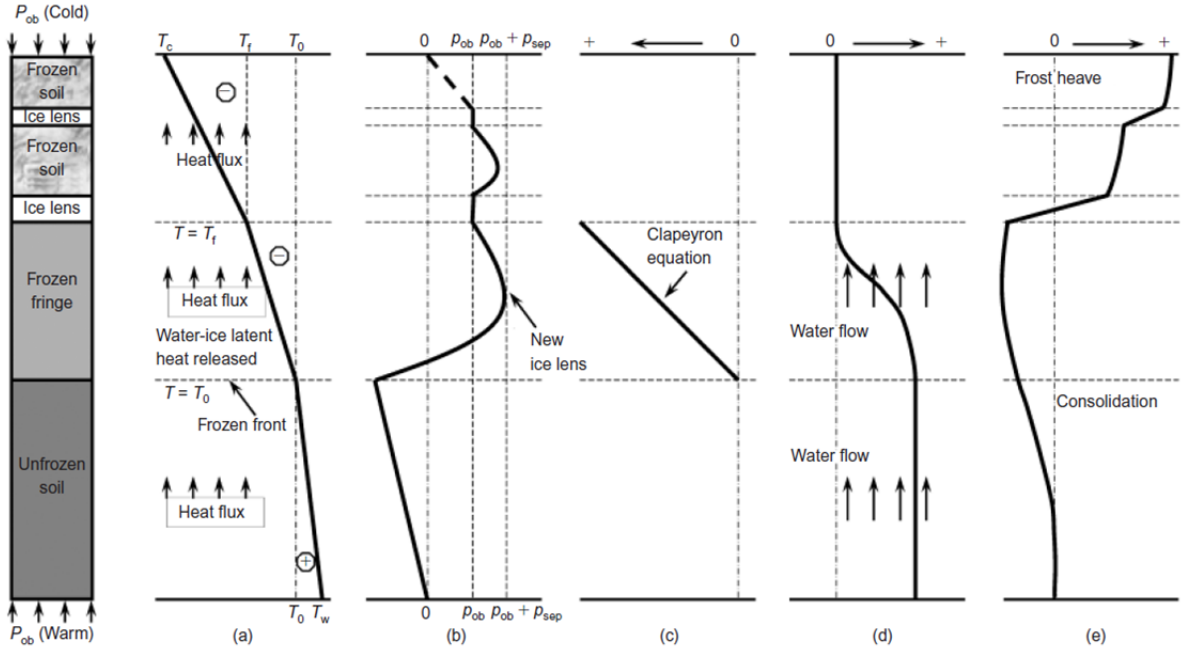 P_ob (Cold)
Frozen
soil
Ice lens
Frozen
soil
Ice lens
Frozen
fringe
Unfrozen
soil
P_ob (Warm)
T_c T_f T_0
−
Heat flux
T = T_f
−
Heat flux
Water-ice latent
heat released
T = T_0
Frozen front
Heat flux
+
T_0 T_w
(a)
0 p_ob p_ob + p_sep
New
ice lens
0 p_ob p_ob + p_sep
(b)
+ 0
Clapeyron
equation
(c)
0 +
Water flow
Water flow
(d)
0 +
Frost heave
Consolidation
(e)